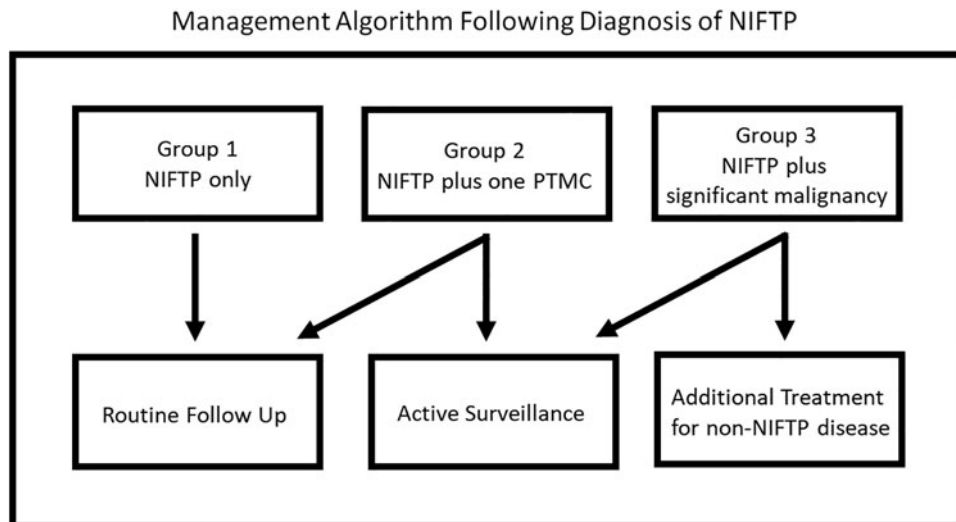 Management Algorithm Following Diagnosis of NIFTP
Group 1
NIFTP only
Group 2
NIFTP plus one PTMC
Group 3
NIFTP plus
significant malignancy
Routine Follow Up
Active Surveillance
Additional Treatment
for non-NIFTP disease